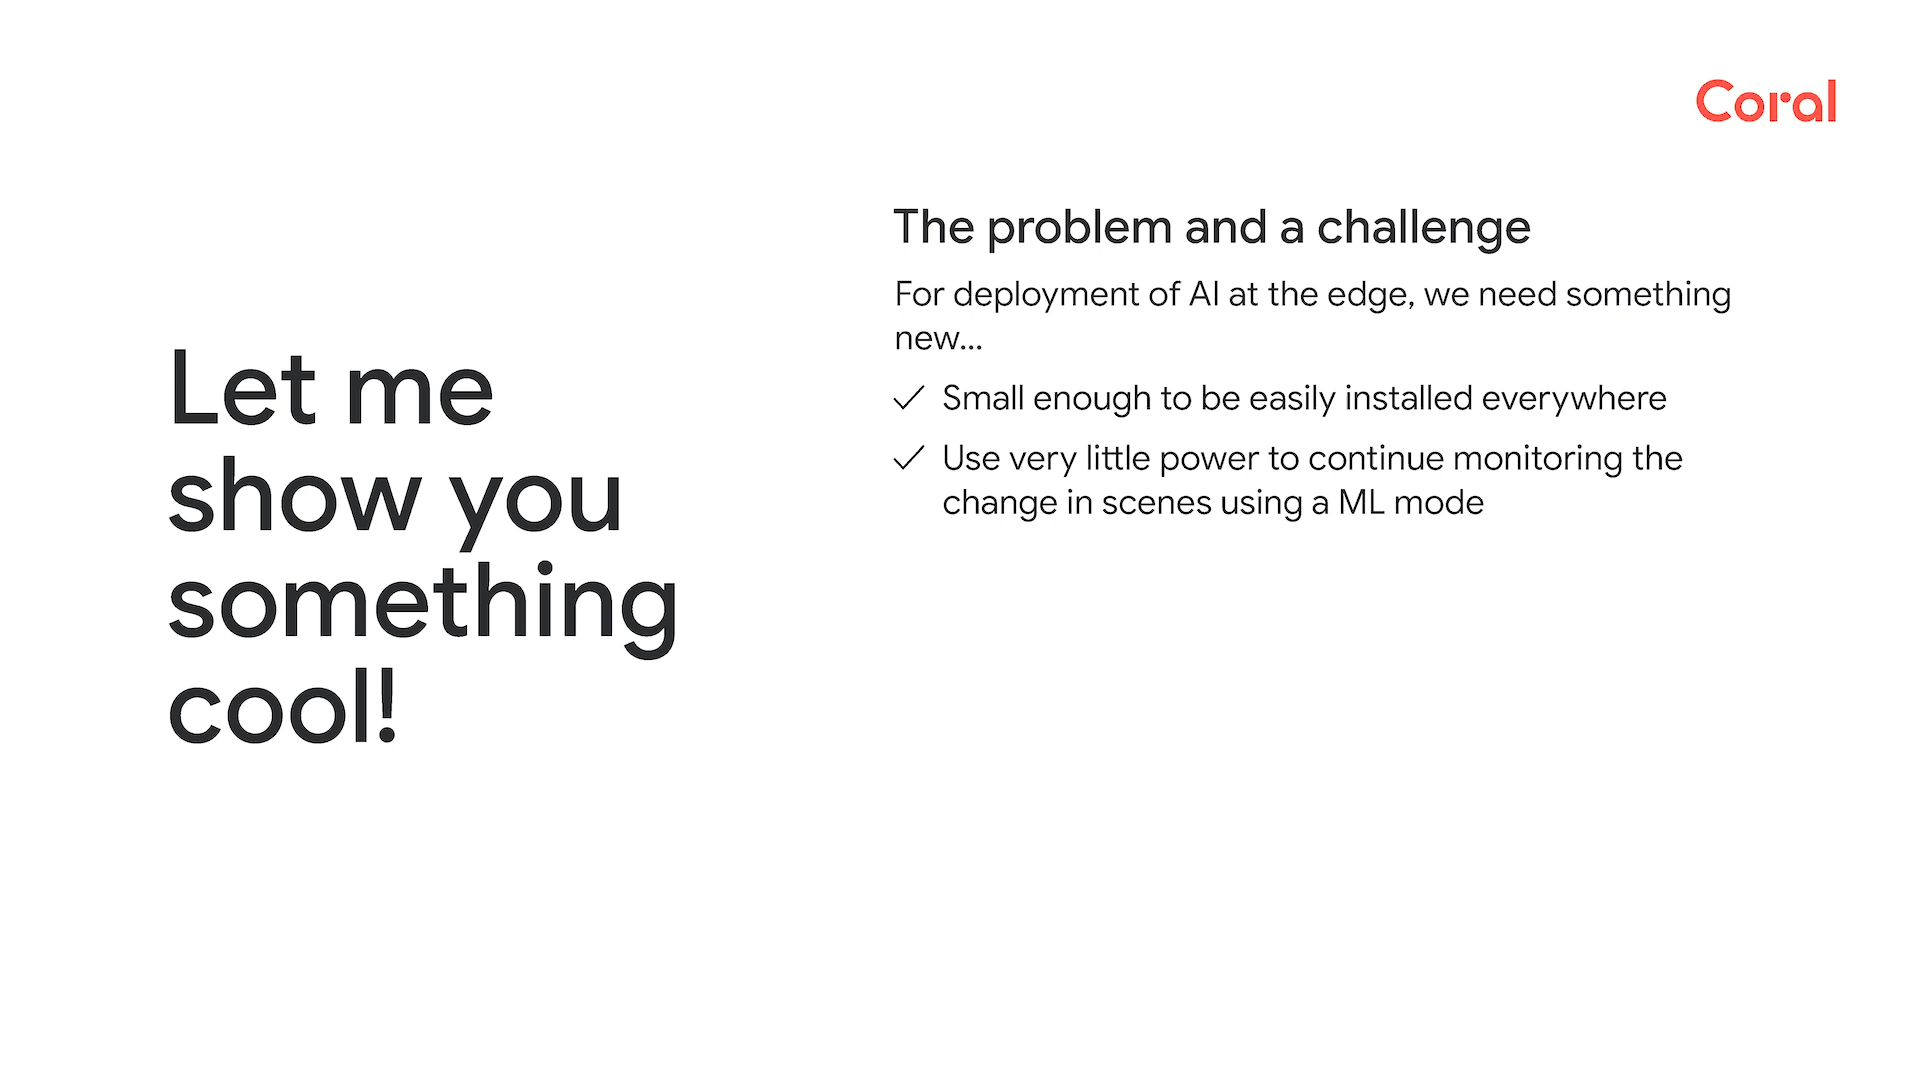 Coral
Let me
show you
something
cool!
The problem and a challenge
For deployment of AI at the edge, we need something
new...
Small enough to be easily installed everywhere
Use very little power to continue monitoring the
change in scenes using a ML mode